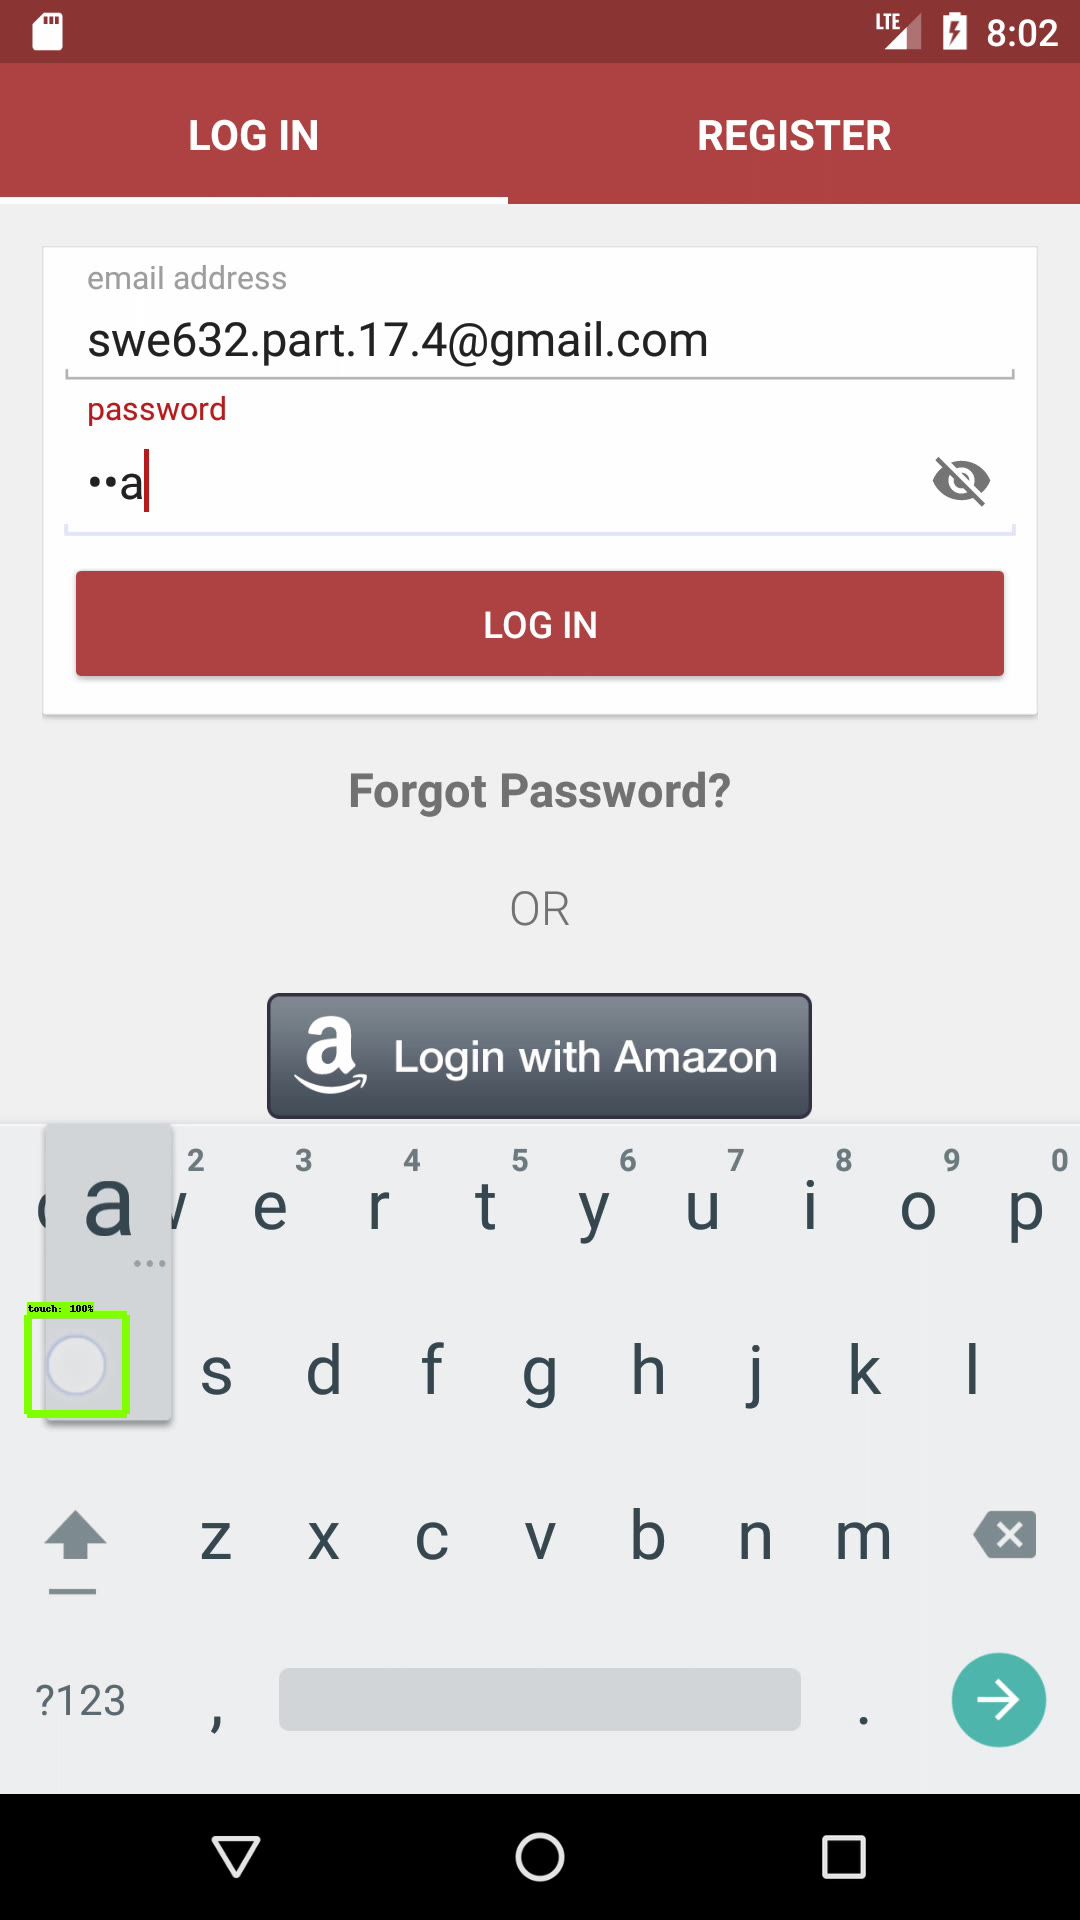 LTE 8:02
LOG IN REGISTER
email address
swe632.part.17.4@gmail.com
password
••a
LOG IN
Forgot Password?
OR
a Login with Amazon
2 3 4 5 6 7 8 9 0
a e r t y u i o p
...
touch: 100%
s d f g h j k l
z x c v b n m
?123 , .